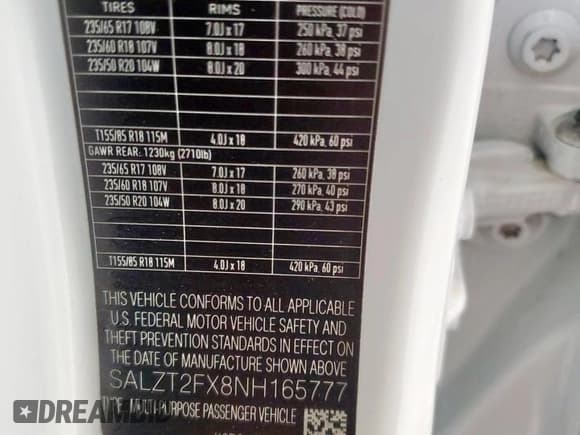 TIRES RIMS PRESSURE (COLD)
235/65 R17 108V 7.0J x 17 250 kPa, 37 psi
235/60 R18 107V 8.0J x 18 260 kPa, 38 psi
235/50 R20 104W 8.0J x 20 300 kPa, 44 psi
T155/85 R18 115M 4.0J x 18 420 kPa, 60 psi
GAWR REAR: 1230kg (2710lb)
235/65 R17 108V 7.0J x 17 260 kPa, 38 psi
235/60 R18 107V 8.0J x 18 270 kPa, 40 psi
235/50 R20 104W 8.0J x 20 290 kPa, 43 psi
T155/85 R18 115M 4.0J x 18 420 kPa, 60 psi
THIS VEHICLE CONFORMS TO ALL APPLICABLE
U.S. FEDERAL MOTOR VEHICLE SAFETY AND
THEFT PREVENTION STANDARDS IN EFFECT ON
THE DATE OF MANUFACTURE SHOWN ABOVE
SALZT2FX8NH165777
TYPE: MULTI-PURPOSE PASSENGER VEHICLE
DREAMBID